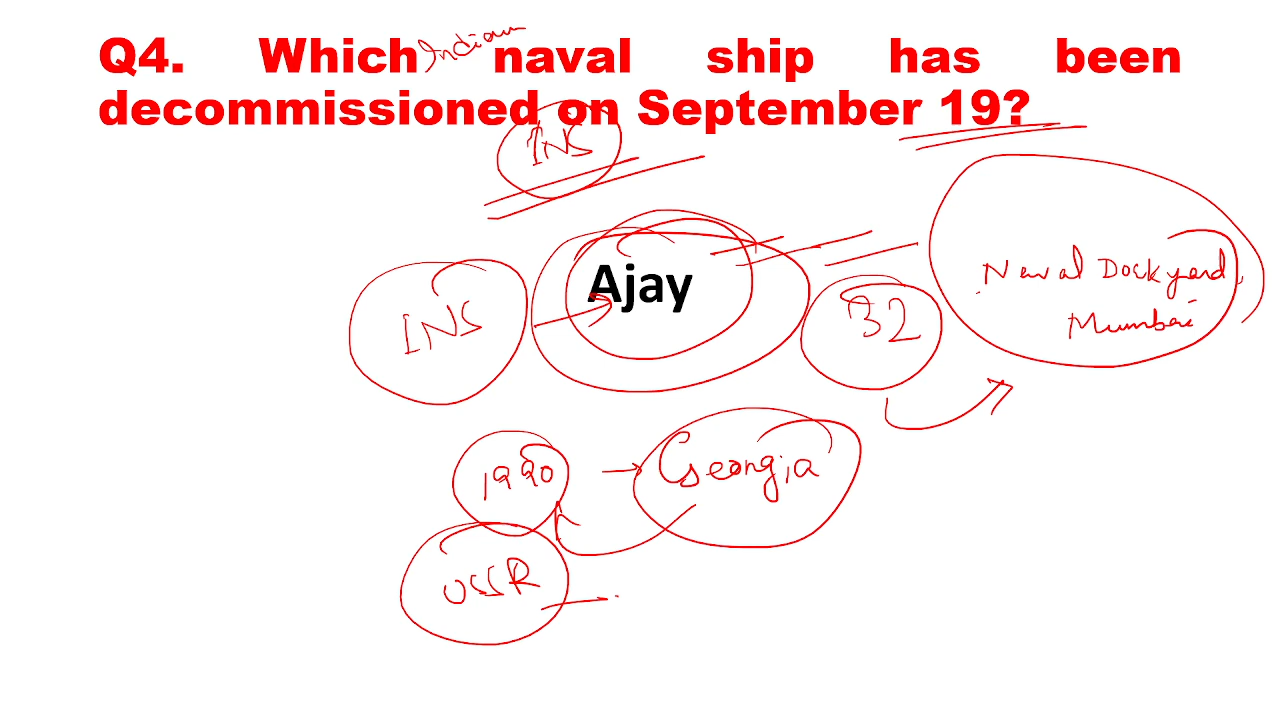 Q4. Which Indian naval ship has been
decommissioned on September 19?
INS
INS Ajay 32
Naval Dockyard,
Mumbai
1990 → Georgia
USSR